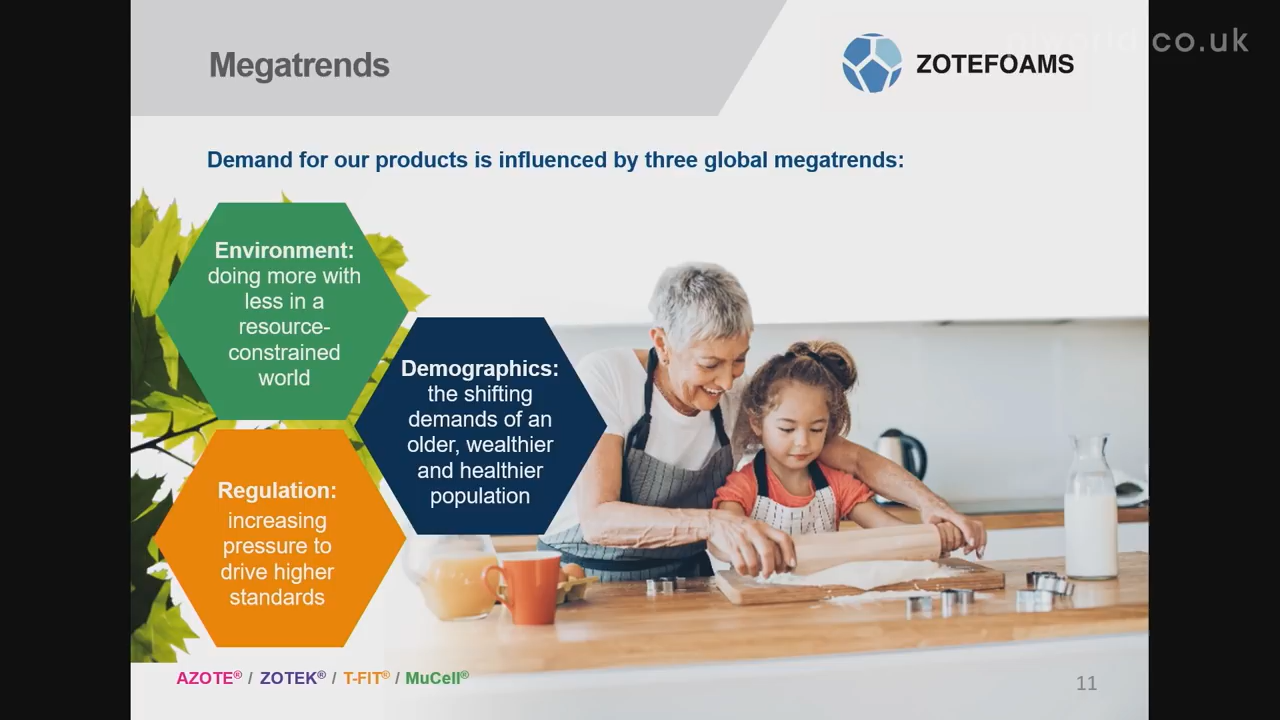 Megatrends
ZOTEFOAMS
.co.uk
Demand for our products is influenced by three global megatrends:
Environment:
doing more with
less in a
resource-
constrained
world
Demographics:
the shifting
demands of an
older, wealthier
and healthier
population
Regulation:
increasing
pressure to
drive higher
standards
AZOTE® / ZOTEK® / T-FIT® / MuCell®
11